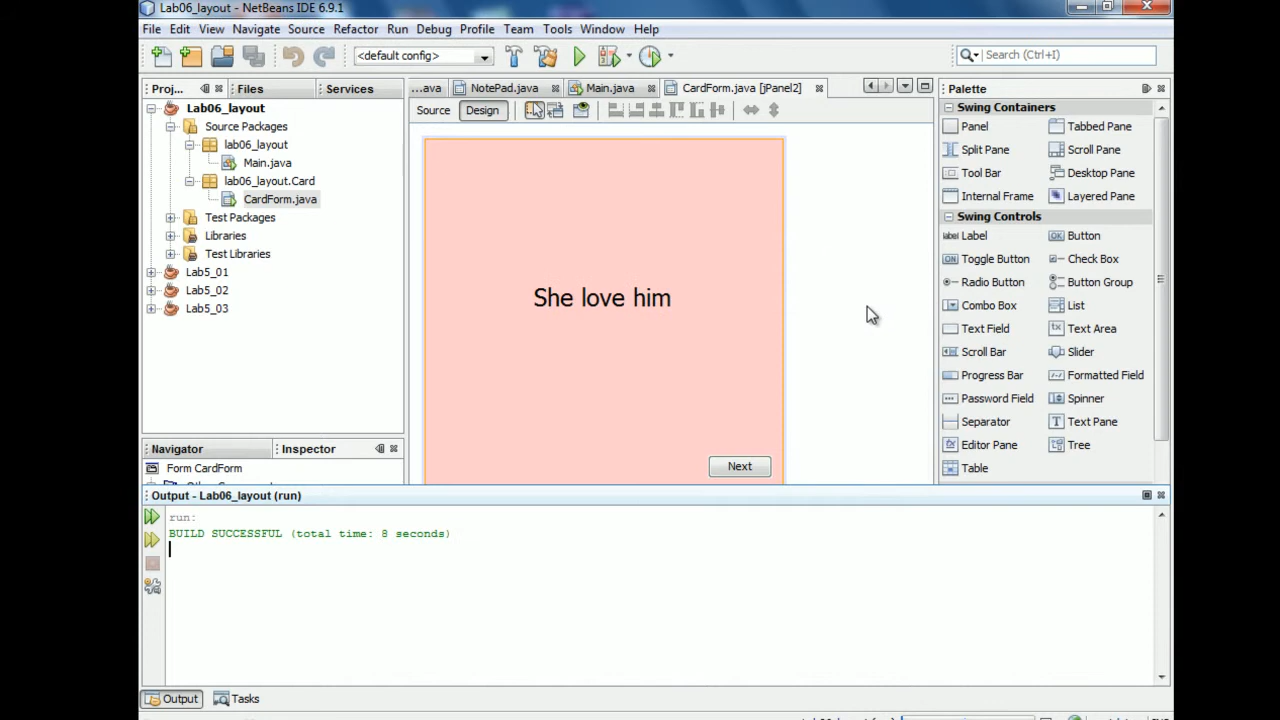 Lab06_layout - NetBeans IDE 6.9.1
File Edit View Navigate Source Refactor Run Debug Profile Team Tools Window Help
<default config>
Search (Ctrl+I)
Proj... Files Services
...ava NotePad.java Main.java CardForm.java [jPanel2]
Palette
Source Design
Lab06_layout
Source Packages
lab06_layout
Main.java
lab06_layout.Card
CardForm.java
Test Packages
Libraries
Test Libraries
Lab5_01
Lab5_02
Lab5_03
Navigator Inspector
Form CardForm
She love him
Next
Swing Containers
Panel Tabbed Pane
Split Pane Scroll Pane
Tool Bar Desktop Pane
Internal Frame Layered Pane
Swing Controls
label Label OK Button
ON Toggle Button Check Box
Radio Button Button Group
Combo Box List
Text Field Text Area
Scroll Bar Slider
Progress Bar Formatted Field
Password Field Spinner
Separator Text Pane
Editor Pane Tree
Table
Output - Lab06_layout (run)
run:
BUILD SUCCESSFUL (total time: 8 seconds)
Output Tasks